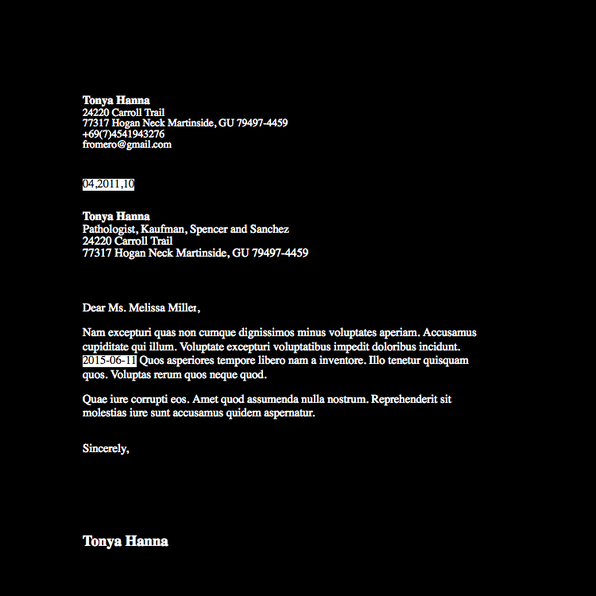 Tonya Hanna
24220 Carroll Trail
77317 Hogan Neck Martinside, GU 79497-4459
+69(7)4541943276
fromero@gmail.com
04,2011,10
Tonya Hanna
Pathologist, Kaufman, Spencer and Sanchez
24220 Carroll Trail
77317 Hogan Neck Martinside, GU 79497-4459
Dear Ms. Melissa Miller,
Nam excepturi quas non cumque dignissimos minus voluptates aperiam. Accusamus
cupiditate qui illum. Voluptate excepturi voluptatibus impedit doloribus incidunt.
2015-06-11 Quos asperiores tempore libero nam a inventore. Illo tenetur quisquam
quos. Voluptas rerum quos neque quod.
Quae iure corrupti eos. Amet quod assumenda nulla nostrum. Reprehenderit sit
molestias iure sunt accusamus quidem aspernatur.
Sincerely,
Tonya Hanna